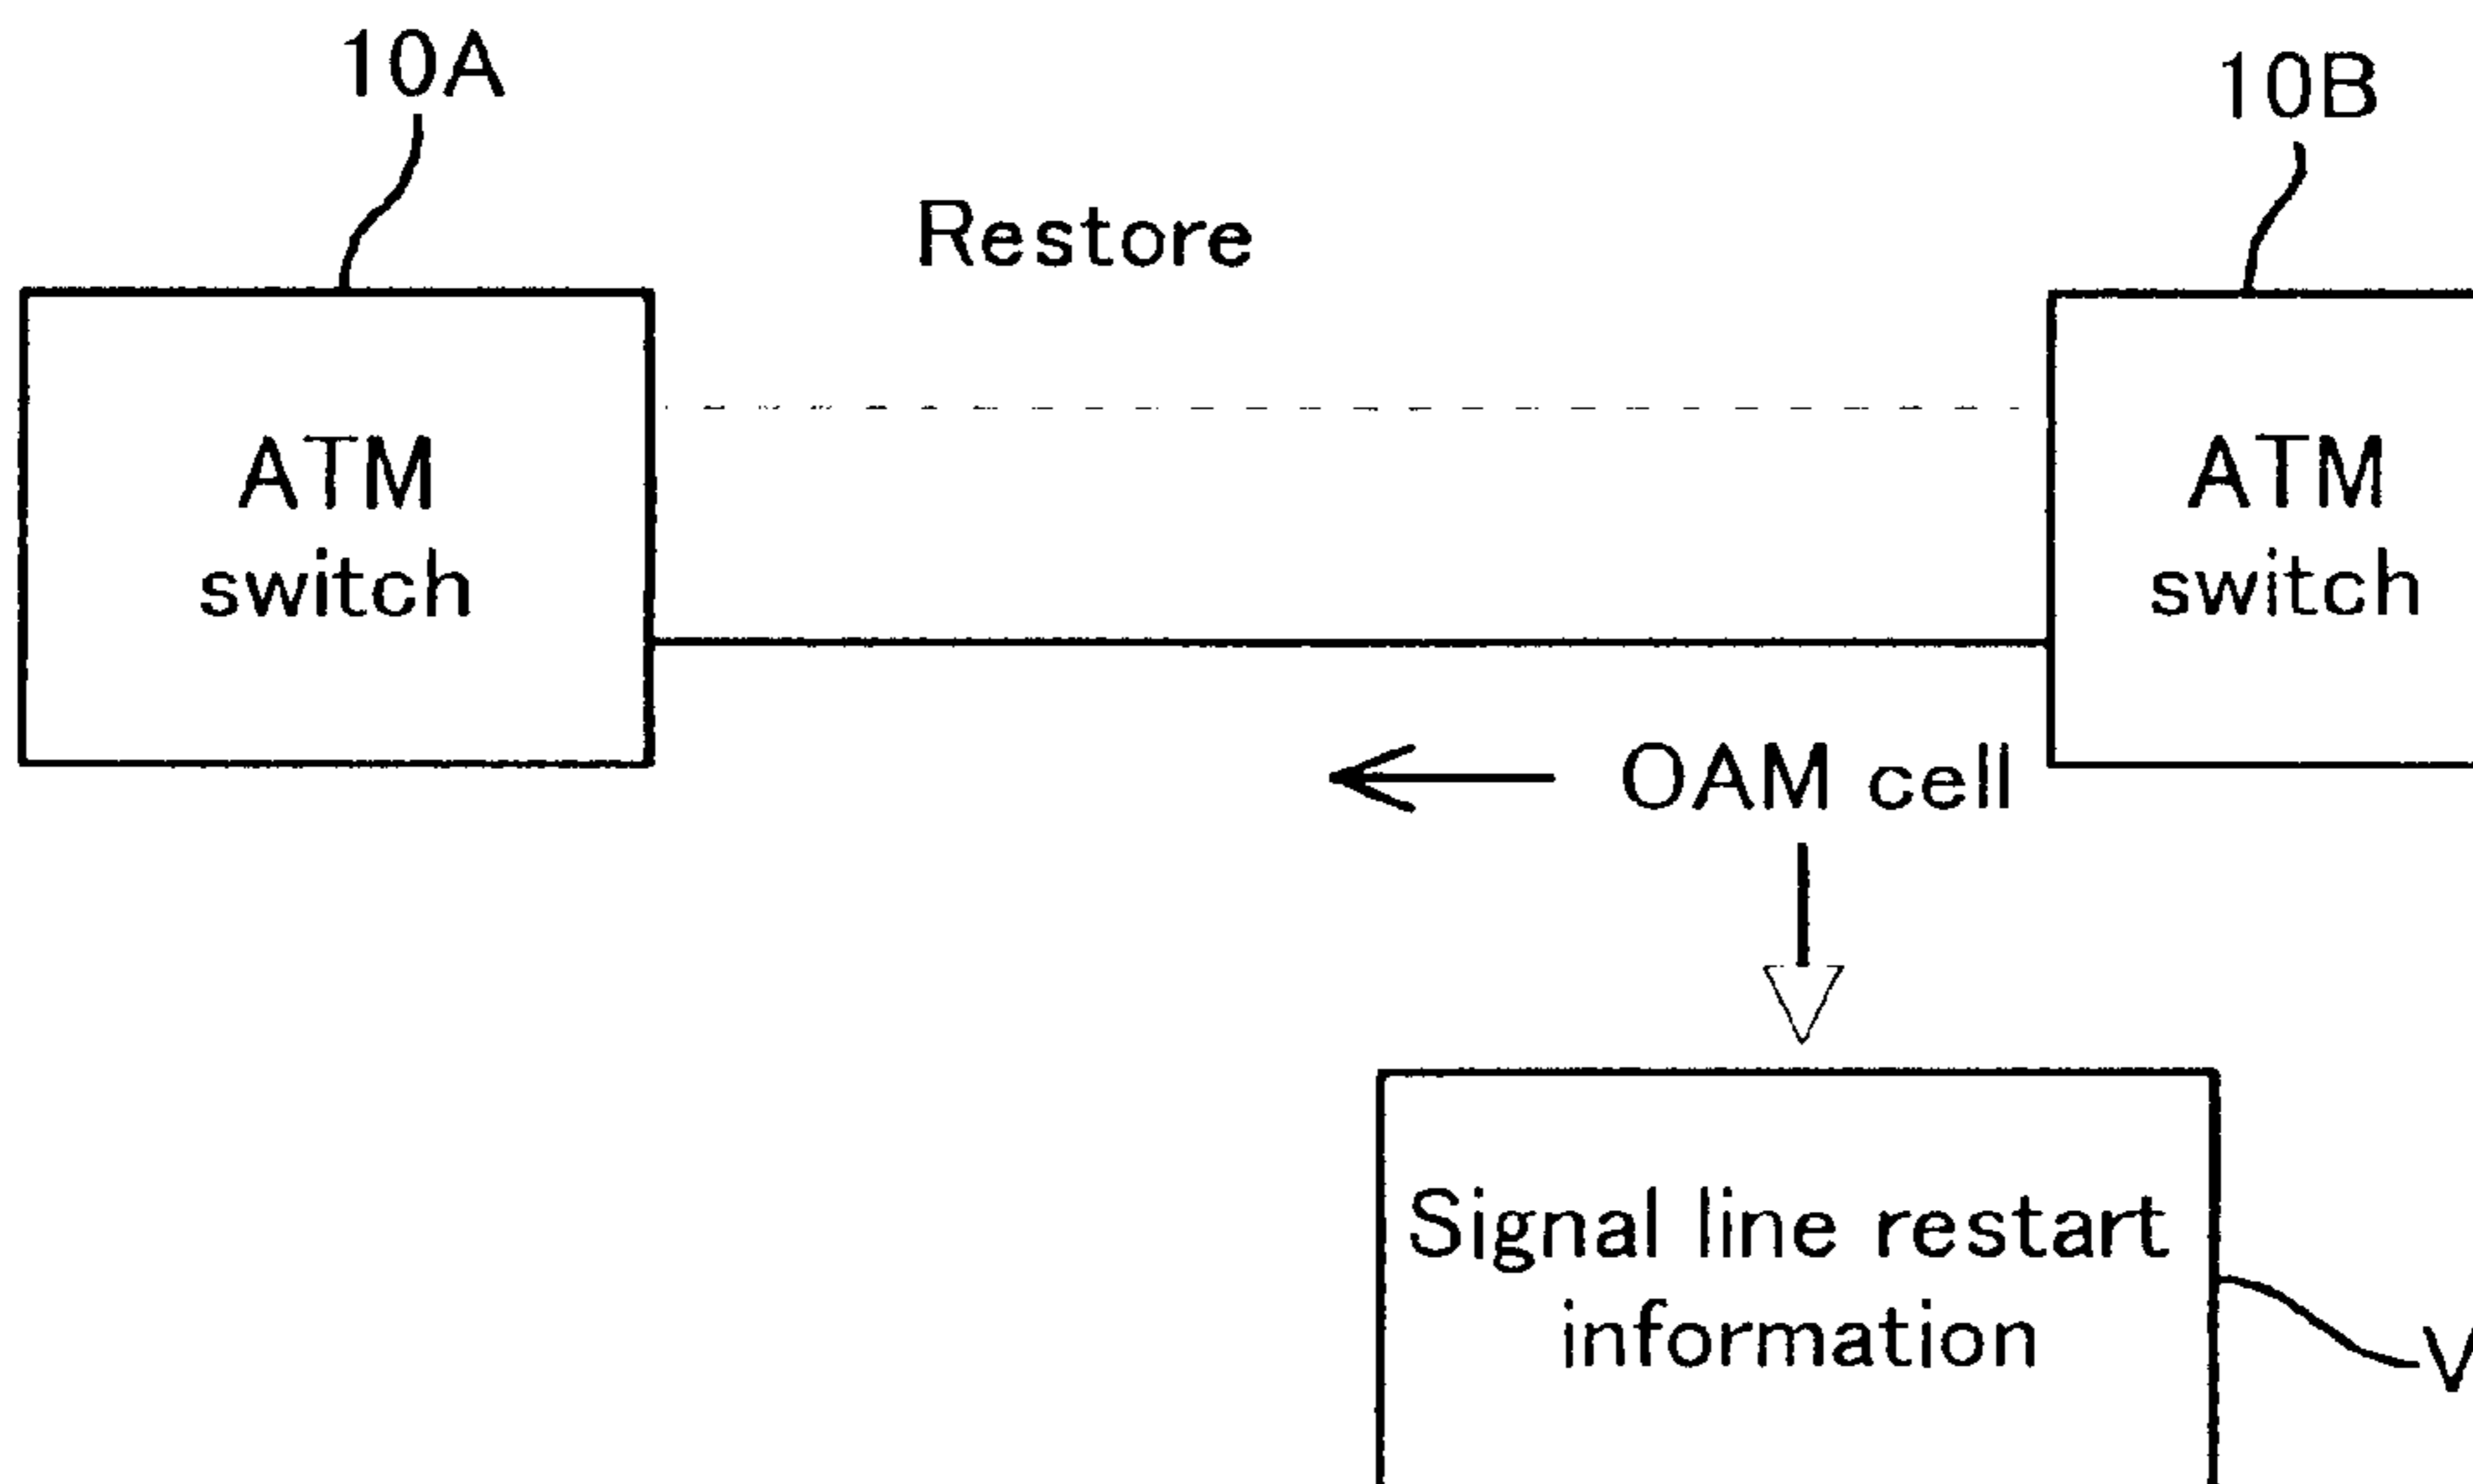 10A
10B
Restore
ATM
switch
ATM
switch
OAM cell
Signal line restart
information
V